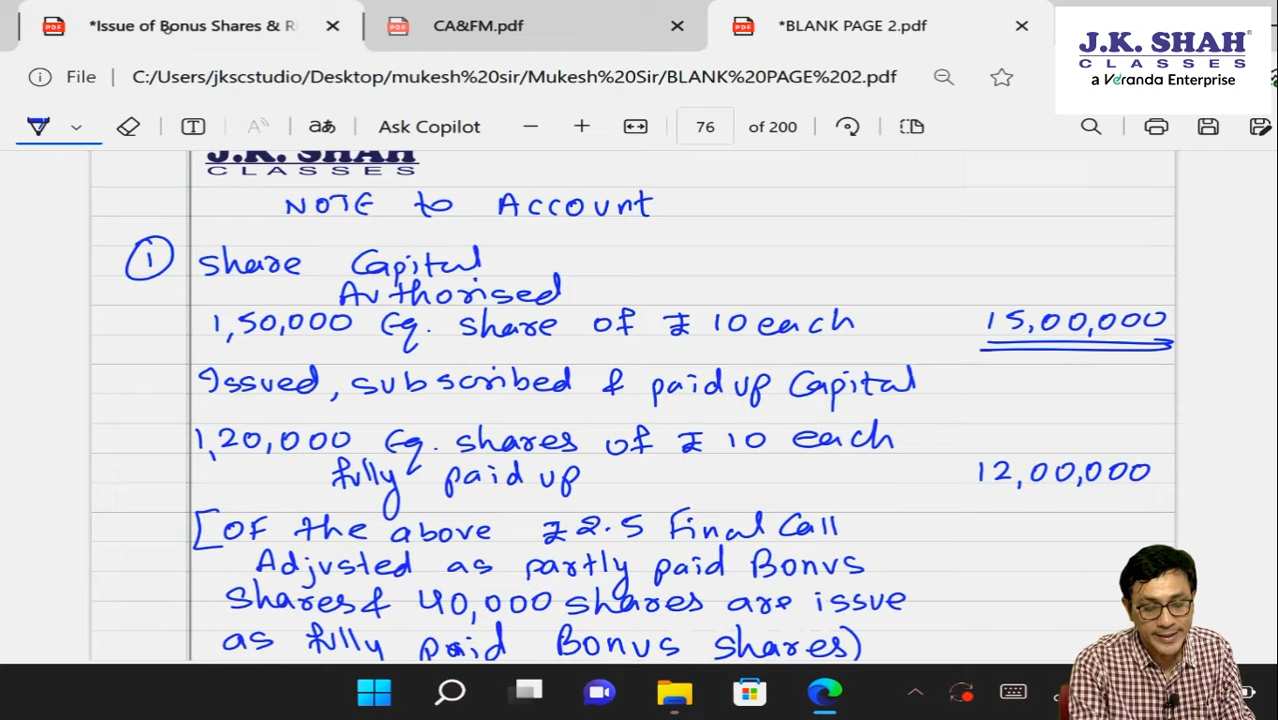 *Issue of Bonus Shares & Ri
CA&FM.pdf
*BLANK PAGE 2.pdf
J.K. SHAH®
CLASSES
a Veranda Enterprise
File
C:/Users/jkscstudio/Desktop/mukesh%20sir/Mukesh%20Sir/BLANK%20PAGE%202.pdf
Ask Copilot
76 of 200
J.K. SHAH
CLASSES
NOTE to Account
① Share Capital
Authorised
1,50,000 Eq. share of ₹ 10 each 15,00,000
Issued, subscribed & paid up Capital
1,20,000 Eq. shares of ₹ 10 each
fully paid up 12,00,000
[OF the above ₹ 2.5 Final Call
Adjusted as partly paid Bonus
Shares & 40,000 shares are issue
as fully paid Bonus shares)